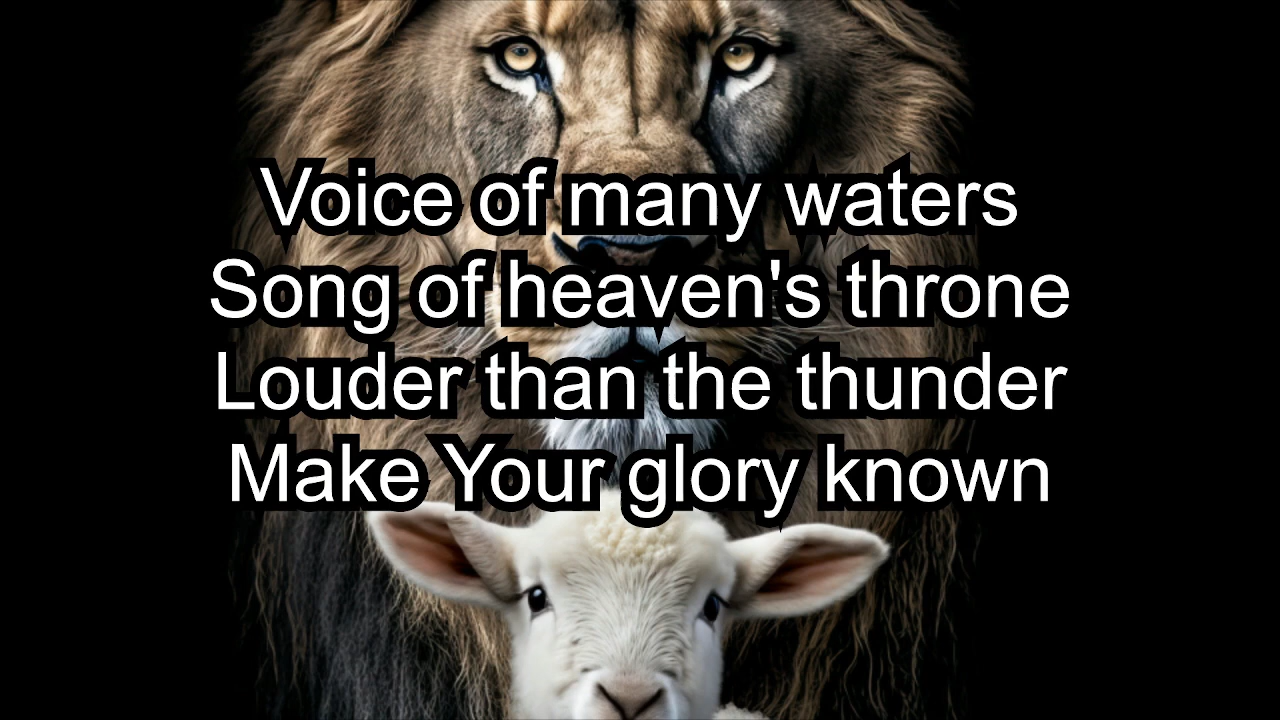 Voice of many waters
Song of heaven's throne
Louder than the thunder
Make Your glory known